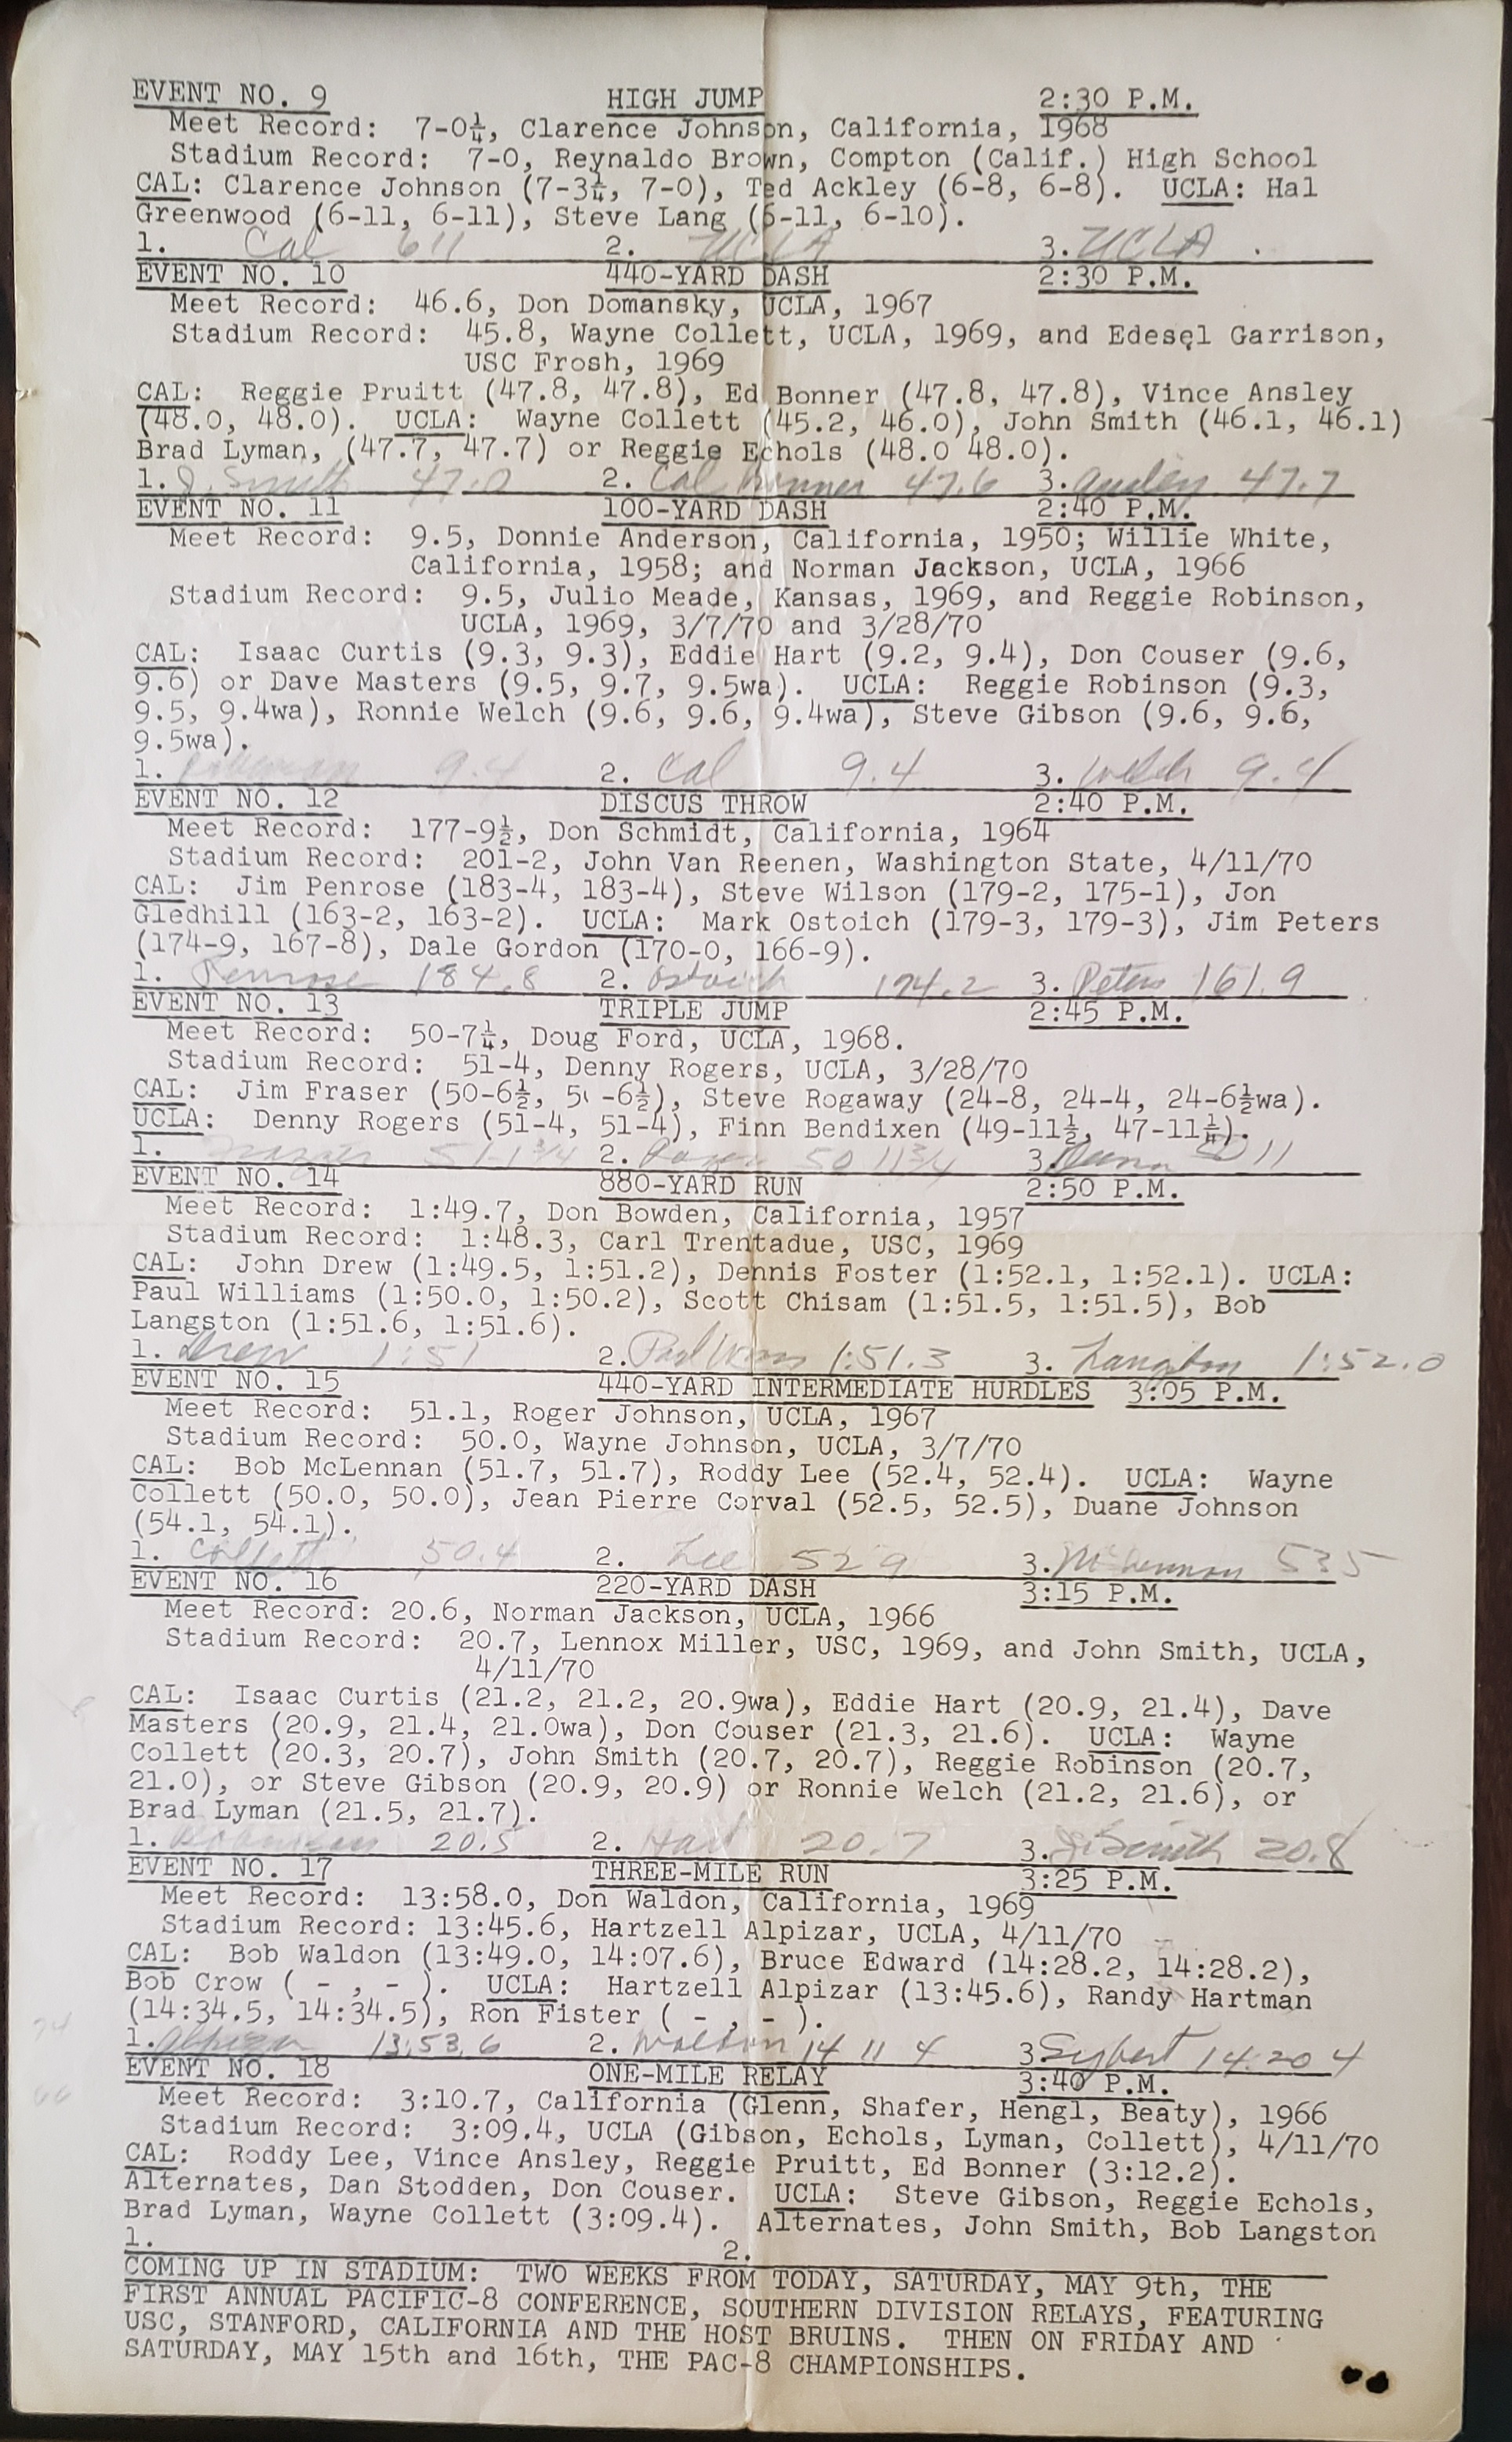 EVENT NO. 9 HIGH JUMP 2:30 P.M.
Meet Record: 7-0¼, Clarence Johnson, California, 1968
Stadium Record: 7-0, Reynaldo Brown, Compton (Calif.) High School
CAL: Clarence Johnson (7-3¼, 7-0), Ted Ackley (6-8, 6-8). UCLA: Hal
Greenwood (6-11, 6-11), Steve Lang (6-11, 6-10).
1. Cal 6 11 2. UCLA 3. UCLA
EVENT NO. 10 440-YARD DASH 2:30 P.M.
Meet Record: 46.6, Don Domansky, UCLA, 1967
Stadium Record: 45.8, Wayne Collett, UCLA, 1969, and Edesel Garrison,
USC Frosh, 1969
CAL: Reggie Pruitt (47.8, 47.8), Ed Bonner (47.8, 47.8), Vince Ansley
(48.0, 48.0). UCLA: Wayne Collett (45.2, 46.0), John Smith (46.1, 46.1)
Brad Lyman, (47.7, 47.7) or Reggie Echols (48.0 48.0).
1. J. Smith 47.0 2. Cal Bonner 47.6 3. Ansley 47.7
EVENT NO. 11 100-YARD DASH 2:40 P.M.
Meet Record: 9.5, Donnie Anderson, California, 1950; Willie White,
California, 1958; and Norman Jackson, UCLA, 1966
Stadium Record: 9.5, Julio Meade, Kansas, 1969, and Reggie Robinson,
UCLA, 1969, 3/7/70 and 3/28/70
CAL: Isaac Curtis (9.3, 9.3), Eddie Hart (9.2, 9.4), Don Couser (9.6,
9.6) or Dave Masters (9.5, 9.7, 9.5wa). UCLA: Reggie Robinson (9.3,
9.5, 9.4wa), Ronnie Welch (9.6, 9.6, 9.4wa), Steve Gibson (9.6, 9.6,
9.5wa).
1. 9.4 2. Cal 9.4 3. Welch 9.4
EVENT NO. 12 DISCUS THROW 2:40 P.M.
Meet Record: 177-9½, Don Schmidt, California, 1964
Stadium Record: 201-2, John Van Reenen, Washington State, 4/11/70
CAL: Jim Penrose (183-4, 183-4), Steve Wilson (179-2, 175-1), Jon
Gledhill (163-2, 163-2). UCLA: Mark Ostoich (179-3, 179-3), Jim Peters
(174-9, 167-8), Dale Gordon (170-0, 166-9).
1. Penrose 184.8 2. Ostoich 174.2 3. Peters 161.9
EVENT NO. 13 TRIPLE JUMP 2:45 P.M.
Meet Record: 50-7¼, Doug Ford, UCLA, 1968.
Stadium Record: 51-4, Denny Rogers, UCLA, 3/28/70
CAL: Jim Fraser (50-6½, 5 -6½), Steve Rogaway (24-8, 24-4, 24-6½wa).
UCLA: Denny Rogers (51-4, 51-4), Finn Bendixen (49-11½, 47-11¼).
1. Frazier 51-1¾ 2. 50 11¾ 3. 50 11
EVENT NO. 14 880-YARD RUN 2:50 P.M.
Meet Record: 1:49.7, Don Bowden, California, 1957
Stadium Record: 1:48.3, Carl Trentadue, USC, 1969
CAL: John Drew (1:49.5, 1:51.2), Dennis Foster (1:52.1, 1:52.1). UCLA:
Paul Williams (1:50.0, 1:50.2), Scott Chisam (1:51.5, 1:51.5), Bob
Langston (1:51.6, 1:51.6).
1. Drew 1:51 2. Paul 1:51.3 3. Langston 1:52.0
EVENT NO. 15 440-YARD INTERMEDIATE HURDLES 3:05 P.M.
Meet Record: 51.1, Roger Johnson, UCLA, 1967
Stadium Record: 50.0, Wayne Johnson, UCLA, 3/7/70
CAL: Bob McLennan (51.7, 51.7), Roddy Lee (52.4, 52.4). UCLA: Wayne
Collett (50.0, 50.0), Jean Pierre Corval (52.5, 52.5), Duane Johnson
(54.1, 54.1).
1. Collett 50.4 2. Lee 52 9 3. McLennan 53 5
EVENT NO. 16 220-YARD DASH 3:15 P.M.
Meet Record: 20.6, Norman Jackson, UCLA, 1966
Stadium Record: 20.7, Lennox Miller, USC, 1969, and John Smith, UCLA,
4/11/70
CAL: Isaac Curtis (21.2, 21.2, 20.9wa), Eddie Hart (20.9, 21.4), Dave
Masters (20.9, 21.4, 21.0wa), Don Couser (21.3, 21.6). UCLA: Wayne
Collett (20.3, 20.7), John Smith (20.7, 20.7), Reggie Robinson (20.7,
21.0), or Steve Gibson (20.9, 20.9) or Ronnie Welch (21.2, 21.6), or
Brad Lyman (21.5, 21.7).
1. Robinson 20.5 2. Hart 20.7 3. J Smith 20.8
EVENT NO. 17 THREE-MILE RUN 3:25 P.M.
Meet Record: 13:58.0, Don Waldon, California, 1969
Stadium Record: 13:45.6, Hartzell Alpizar, UCLA, 4/11/70
CAL: Bob Waldon (13:49.0, 14:07.6), Bruce Edward (14:28.2, 14:28.2),
Bob Crow ( - , - ). UCLA: Hartzell Alpizar (13:45.6), Randy Hartman
(14:34.5, 14:34.5), Ron Fister ( - , - ).
1. Alpizar 13:53.6 2. Waldon 14 11 4 3 Sybert 14.20 4
EVENT NO. 18 ONE-MILE RELAY 3:40 P.M.
Meet Record: 3:10.7, California (Glenn, Shafer, Hengl, Beaty), 1966
Stadium Record: 3:09.4, UCLA (Gibson, Echols, Lyman, Collett), 4/11/70
CAL: Roddy Lee, Vince Ansley, Reggie Pruitt, Ed Bonner (3:12.2).
Alternates, Dan Stodden, Don Couser. UCLA: Steve Gibson, Reggie Echols,
Brad Lyman, Wayne Collett (3:09.4). Alternates, John Smith, Bob Langston
1. 2.
COMING UP IN STADIUM: TWO WEEKS FROM TODAY, SATURDAY, MAY 9th, THE
FIRST ANNUAL PACIFIC-8 CONFERENCE, SOUTHERN DIVISION RELAYS, FEATURING
USC, STANFORD, CALIFORNIA AND THE HOST BRUINS. THEN ON FRIDAY AND
SATURDAY, MAY 15th and 16th, THE PAC-8 CHAMPIONSHIPS.